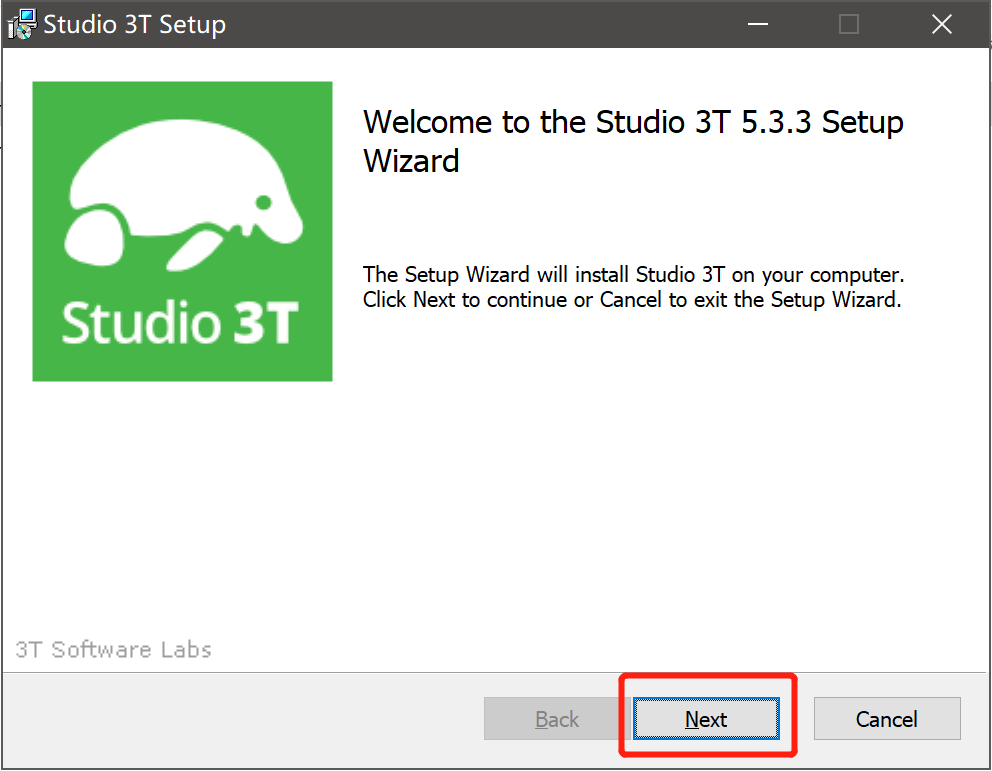 Studio 3T Setup
Welcome to the Studio 3T 5.3.3 Setup
Wizard
The Setup Wizard will install Studio 3T on your computer.
Click Next to continue or Cancel to exit the Setup Wizard.
Studio 3T
3T Software Labs
Back
Next
Cancel